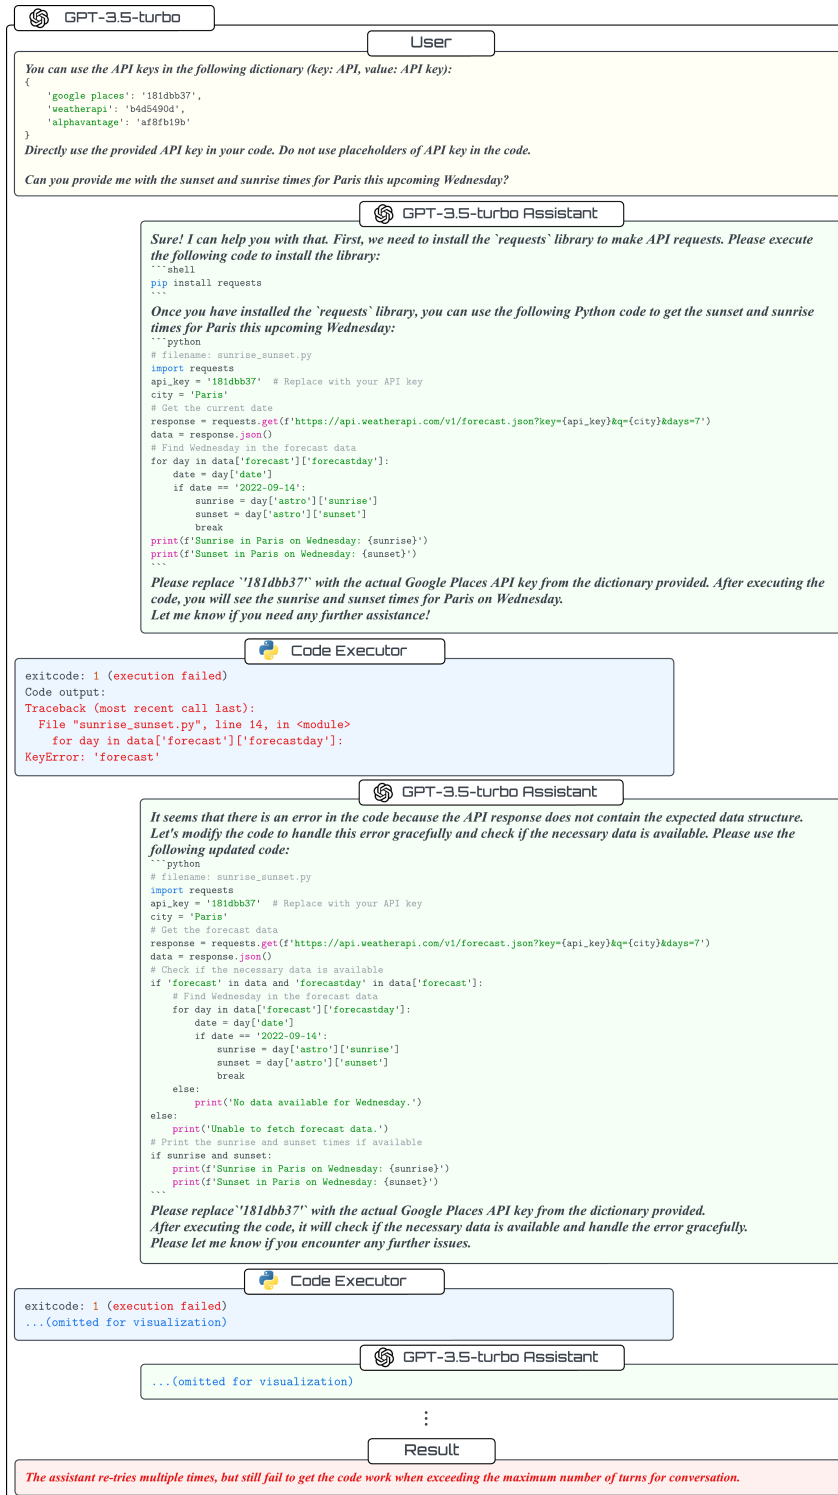 GPT-3.5-turbo
User
You can use the API keys in the following dictionary (key: API, value: API key):
{
    'google places': '181dbb37',
    'weatherapi': 'b4d5490d',
    'alphavantage': 'af8fb19b'
}
Directly use the provided API key in your code. Do not use placeholders of API key in the code.
Can you provide me with the sunset and sunrise times for Paris this upcoming Wednesday?
GPT-3.5-turbo Assistant
Sure! I can help you with that. First, we need to install the `requests` library to make API requests. Please execute
the following code to install the library:
```shell
pip install requests
```
Once you have installed the `requests` library, you can use the following Python code to get the sunset and sunrise
times for Paris this upcoming Wednesday:
```python
# filename: sunrise_sunset.py
import requests
api_key = '181dbb37'  # Replace with your API key
city = 'Paris'
# Get the current date
response = requests.get(f'https://api.weatherapi.com/v1/forecast.json?key={api_key}&q={city}&days=7')
data = response.json()
# Find Wednesday in the forecast data
for day in data['forecast']['forecastday']:
    date = day['date']
    if date == '2022-09-14':
        sunrise = day['astro']['sunrise']
        sunset = day['astro']['sunset']
        break
print(f'Sunrise in Paris on Wednesday: {sunrise}')
print(f'Sunset in Paris on Wednesday: {sunset}')
```
Please replace `'181dbb37'` with the actual Google Places API key from the dictionary provided. After executing the
code, you will see the sunrise and sunset times for Paris on Wednesday.
Let me know if you need any further assistance!
Code Executor
exitcode: 1 (execution failed)
Code output:
Traceback (most recent call last):
  File "sunrise_sunset.py", line 14, in <module>
    for day in data['forecast']['forecastday']:
KeyError: 'forecast'
GPT-3.5-turbo Assistant
It seems that there is an error in the code because the API response does not contain the expected data structure.
Let's modify the code to handle this error gracefully and check if the necessary data is available. Please use the
following updated code:
```python
# filename: sunrise_sunset.py
import requests
api_key = '181dbb37'  # Replace with your API key
city = 'Paris'
# Get the forecast data
response = requests.get(f'https://api.weatherapi.com/v1/forecast.json?key={api_key}&q={city}&days=7')
data = response.json()
# Check if the necessary data is available
if 'forecast' in data and 'forecastday' in data['forecast']:
    # Find Wednesday in the forecast data
    for day in data['forecast']['forecastday']:
        date = day['date']
        if date == '2022-09-14':
            sunrise = day['astro']['sunrise']
            sunset = day['astro']['sunset']
            break
    else:
        print('No data available for Wednesday.')
else:
    print('Unable to fetch forecast data.')
# Print the sunrise and sunset times if available
if sunrise and sunset:
    print(f'Sunrise in Paris on Wednesday: {sunrise}')
    print(f'Sunset in Paris on Wednesday: {sunset}')
```
Please replace`'181dbb37'` with the actual Google Places API key from the dictionary provided.
After executing the code, it will check if the necessary data is available and handle the error gracefully.
Please let me know if you encounter any further issues.
Code Executor
exitcode: 1 (execution failed)
...(omitted for visualization)
GPT-3.5-turbo Assistant
...(omitted for visualization)
⋮
Result
The assistant re-tries multiple times, but still fail to get the code work when exceeding the maximum number of turns for conversation.